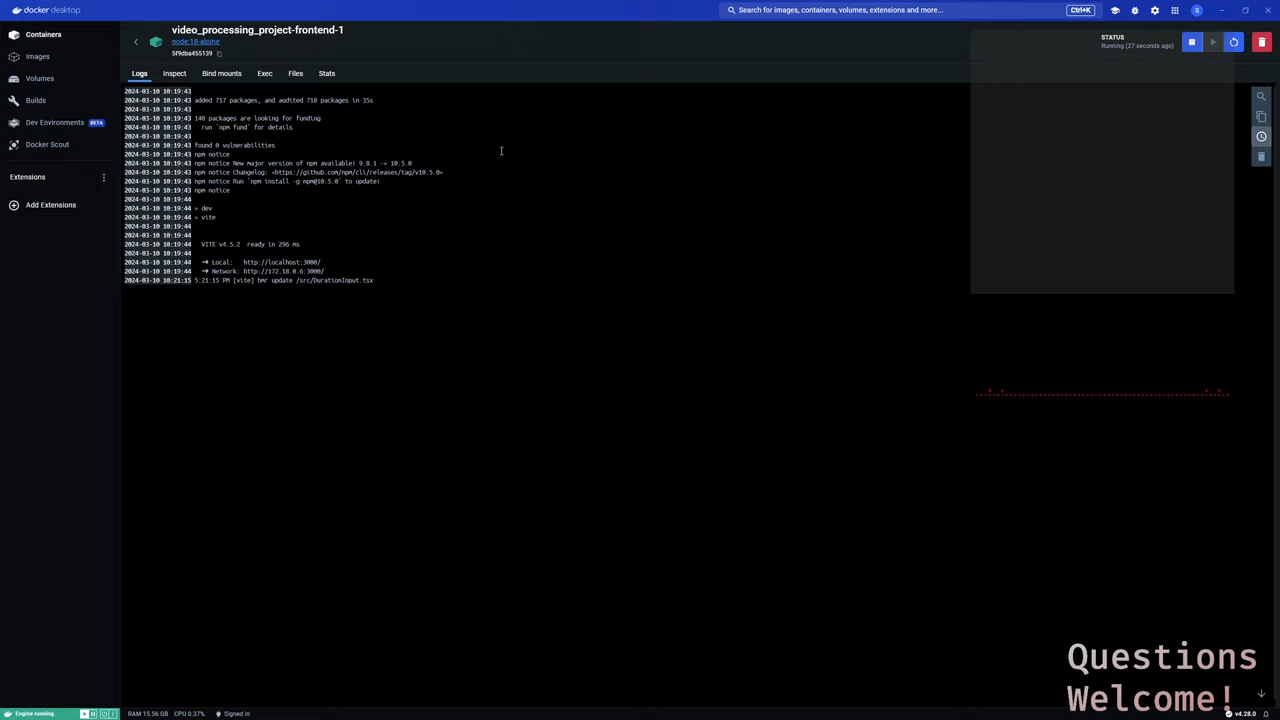 docker desktop
Search for images, containers, volumes, extensions and more...
Ctrl+K
S
Containers
Images
Volumes
Builds
Dev Environments BETA
Docker Scout
Extensions
Add Extensions
video_processing_project-frontend-1
node:18-alpine
5f9dba455139
STATUS
Running (27 seconds ago)
Logs Inspect Bind mounts Exec Files Stats
2024-03-10 10:19:43
2024-03-10 10:19:43 added 717 packages, and audited 718 packages in 35s
2024-03-10 10:19:43
2024-03-10 10:19:43 140 packages are looking for funding
2024-03-10 10:19:43 run `npm fund` for details
2024-03-10 10:19:43
2024-03-10 10:19:43 found 0 vulnerabilities
2024-03-10 10:19:43 npm notice
2024-03-10 10:19:43 npm notice New major version of npm available! 9.8.1 -> 10.5.0
2024-03-10 10:19:43 npm notice Changelog: <https://github.com/npm/cli/releases/tag/v10.5.0>
2024-03-10 10:19:43 npm notice Run `npm install -g npm@10.5.0` to update!
2024-03-10 10:19:43 npm notice
2024-03-10 10:19:44
2024-03-10 10:19:44 > dev
2024-03-10 10:19:44 > vite
2024-03-10 10:19:44
2024-03-10 10:19:44
2024-03-10 10:19:44 VITE v4.5.2 ready in 296 ms
2024-03-10 10:19:44
2024-03-10 10:19:44 ➜ Local: http://localhost:3000/
2024-03-10 10:19:44 ➜ Network: http://172.18.0.6:3000/
2024-03-10 10:21:15 5:21:15 PM [vite] hmr update /src/DurationInput.tsx
Questions
Welcome!
Engine running
RAM 15.56 GB CPU 0.37% Signed in
v4.28.0